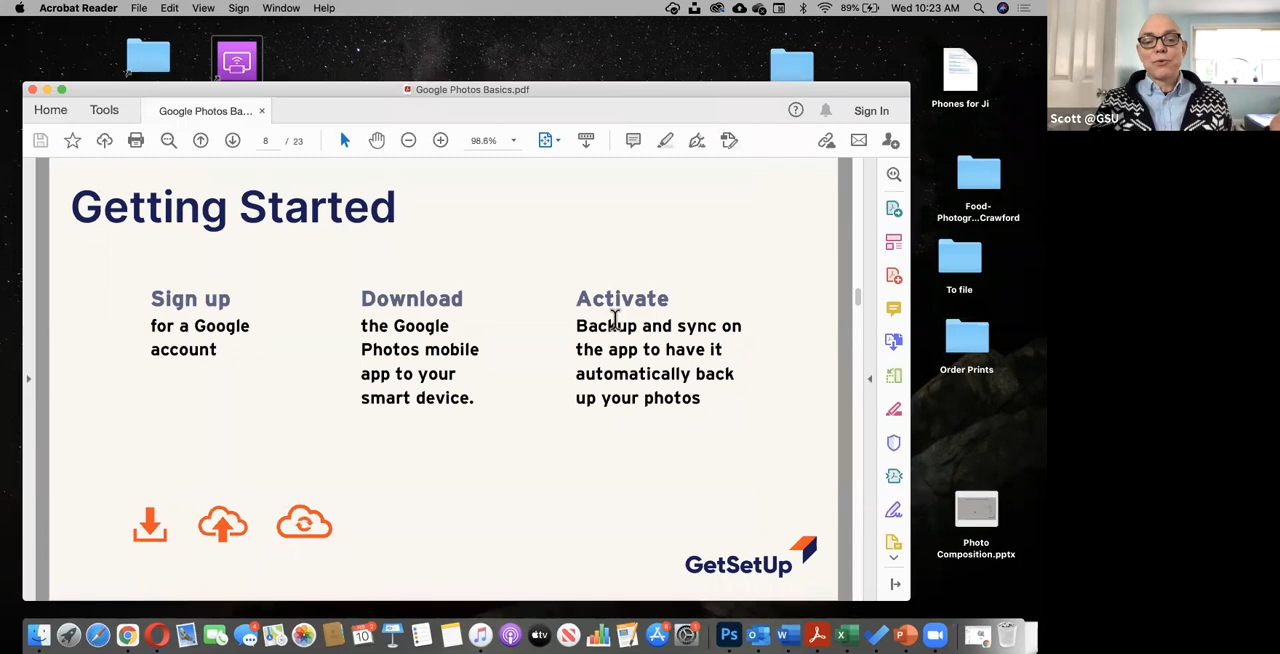 Acrobat Reader File Edit View Sign Window Help 89% Wed 10:23 AM
Google Photos Basics.pdf
Home Tools Google Photos Ba... × Sign In
8 / 23 98.6%
Getting Started
Sign up
for a Google
account
Download
the Google
Photos mobile
app to your
smart device.
Activate
Backup and sync on
the app to have it
automatically back
up your photos
GetSetUp
Scott @GSU
Phones for Ji
Food-
Photogr...Crawford
To file
Order Prints
Photo
Composition.pptx
FEB
10
tv
Ps
W
X
P